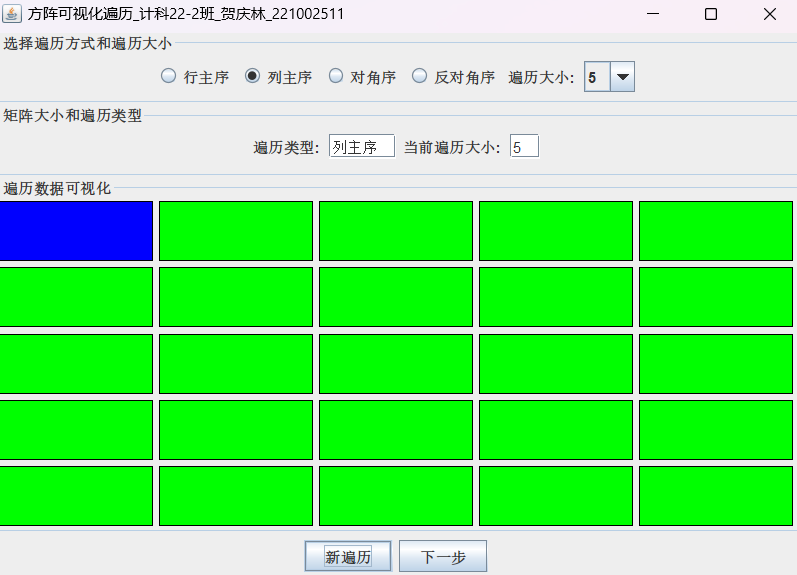 方阵可视化遍历_计科22-2班_贺庆林_221002511
选择遍历方式和遍历大小
行主序 列主序 对角序 反对角序 遍历大小: 5
矩阵大小和遍历类型
遍历类型: 列主序 当前遍历大小: 5
遍历数据可视化
新遍历 下一步